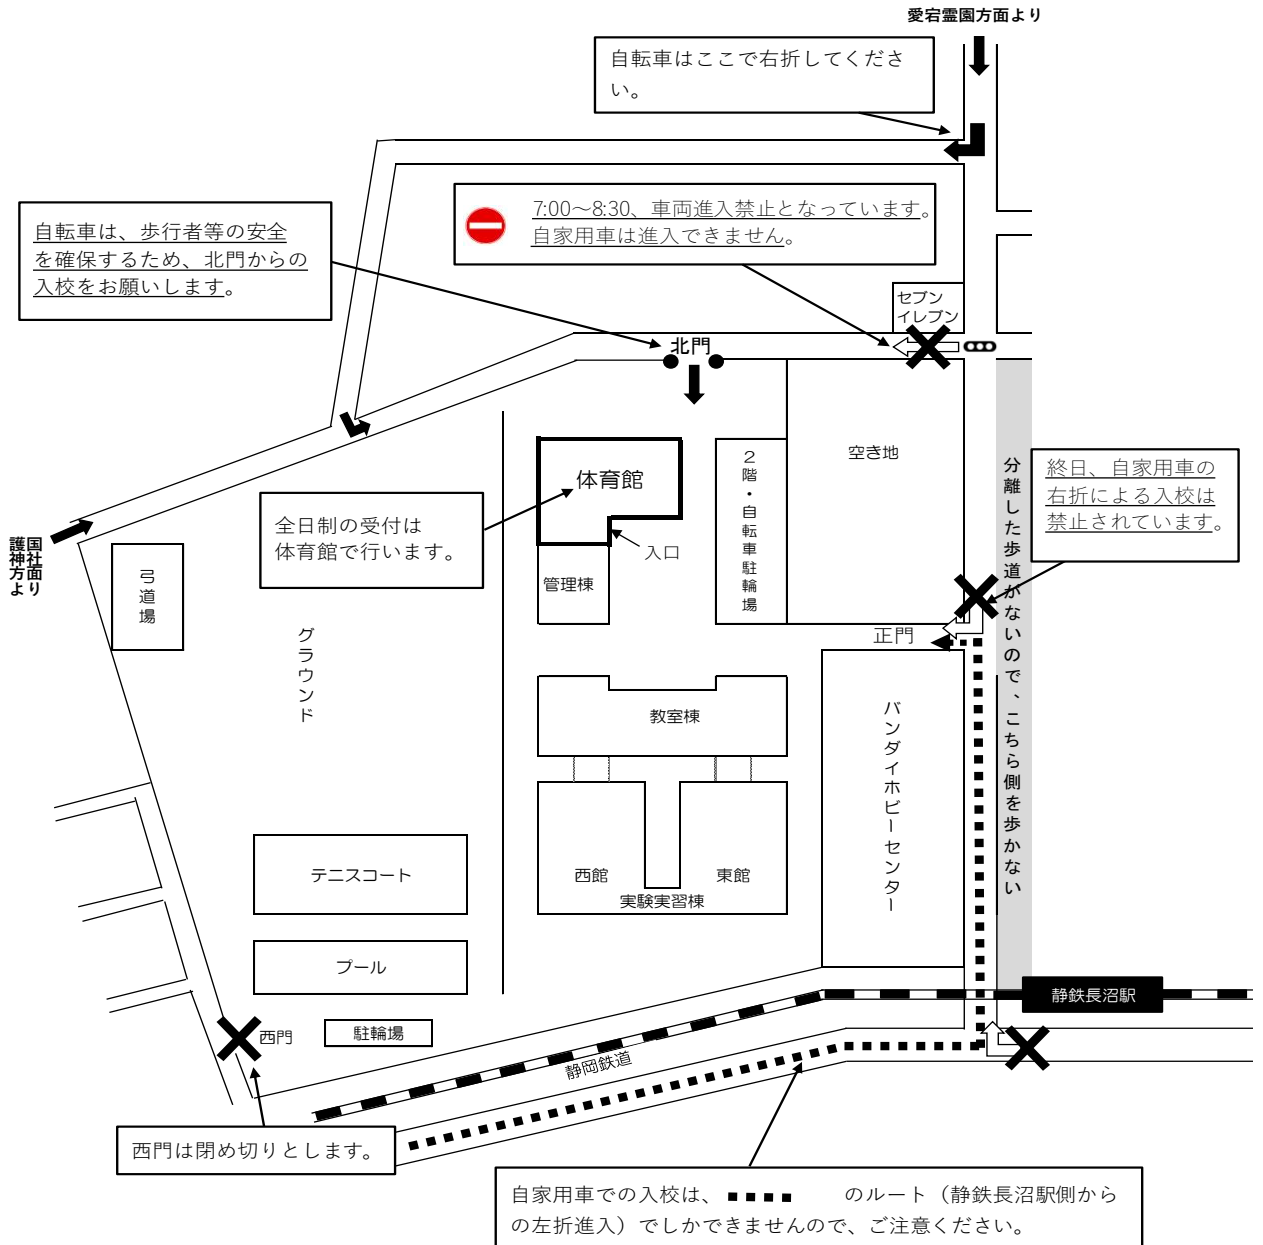 愛宕霊園方面より
自転車はここで右折してくださ
い。
7:00～8:30、車両進入禁止となっています。
自家用車は進入できません。
自転車は、歩行者等の安全
を確保するため、北門からの
入校をお願いします。
セブン
イレブン
北門
空き地
終日、自家用車の
右折による入校は
禁止されています。
体育館
2階・自転車駐輪場
分離した歩道がないので、こちら側を歩かない
全日制の受付は
体育館で行います。
入口
管理棟
護国神社方面より
弓道場
グラウンド
正門
教室棟
バンダイホビーセンター
テニスコート
西館
東館
実験実習棟
プール
静鉄長沼駅
西門
駐輪場
静岡鉄道
西門は閉め切りとします。
自家用車での入校は、 のルート（静鉄長沼駅側から
の左折進入）でしかできませんので、ご注意ください。